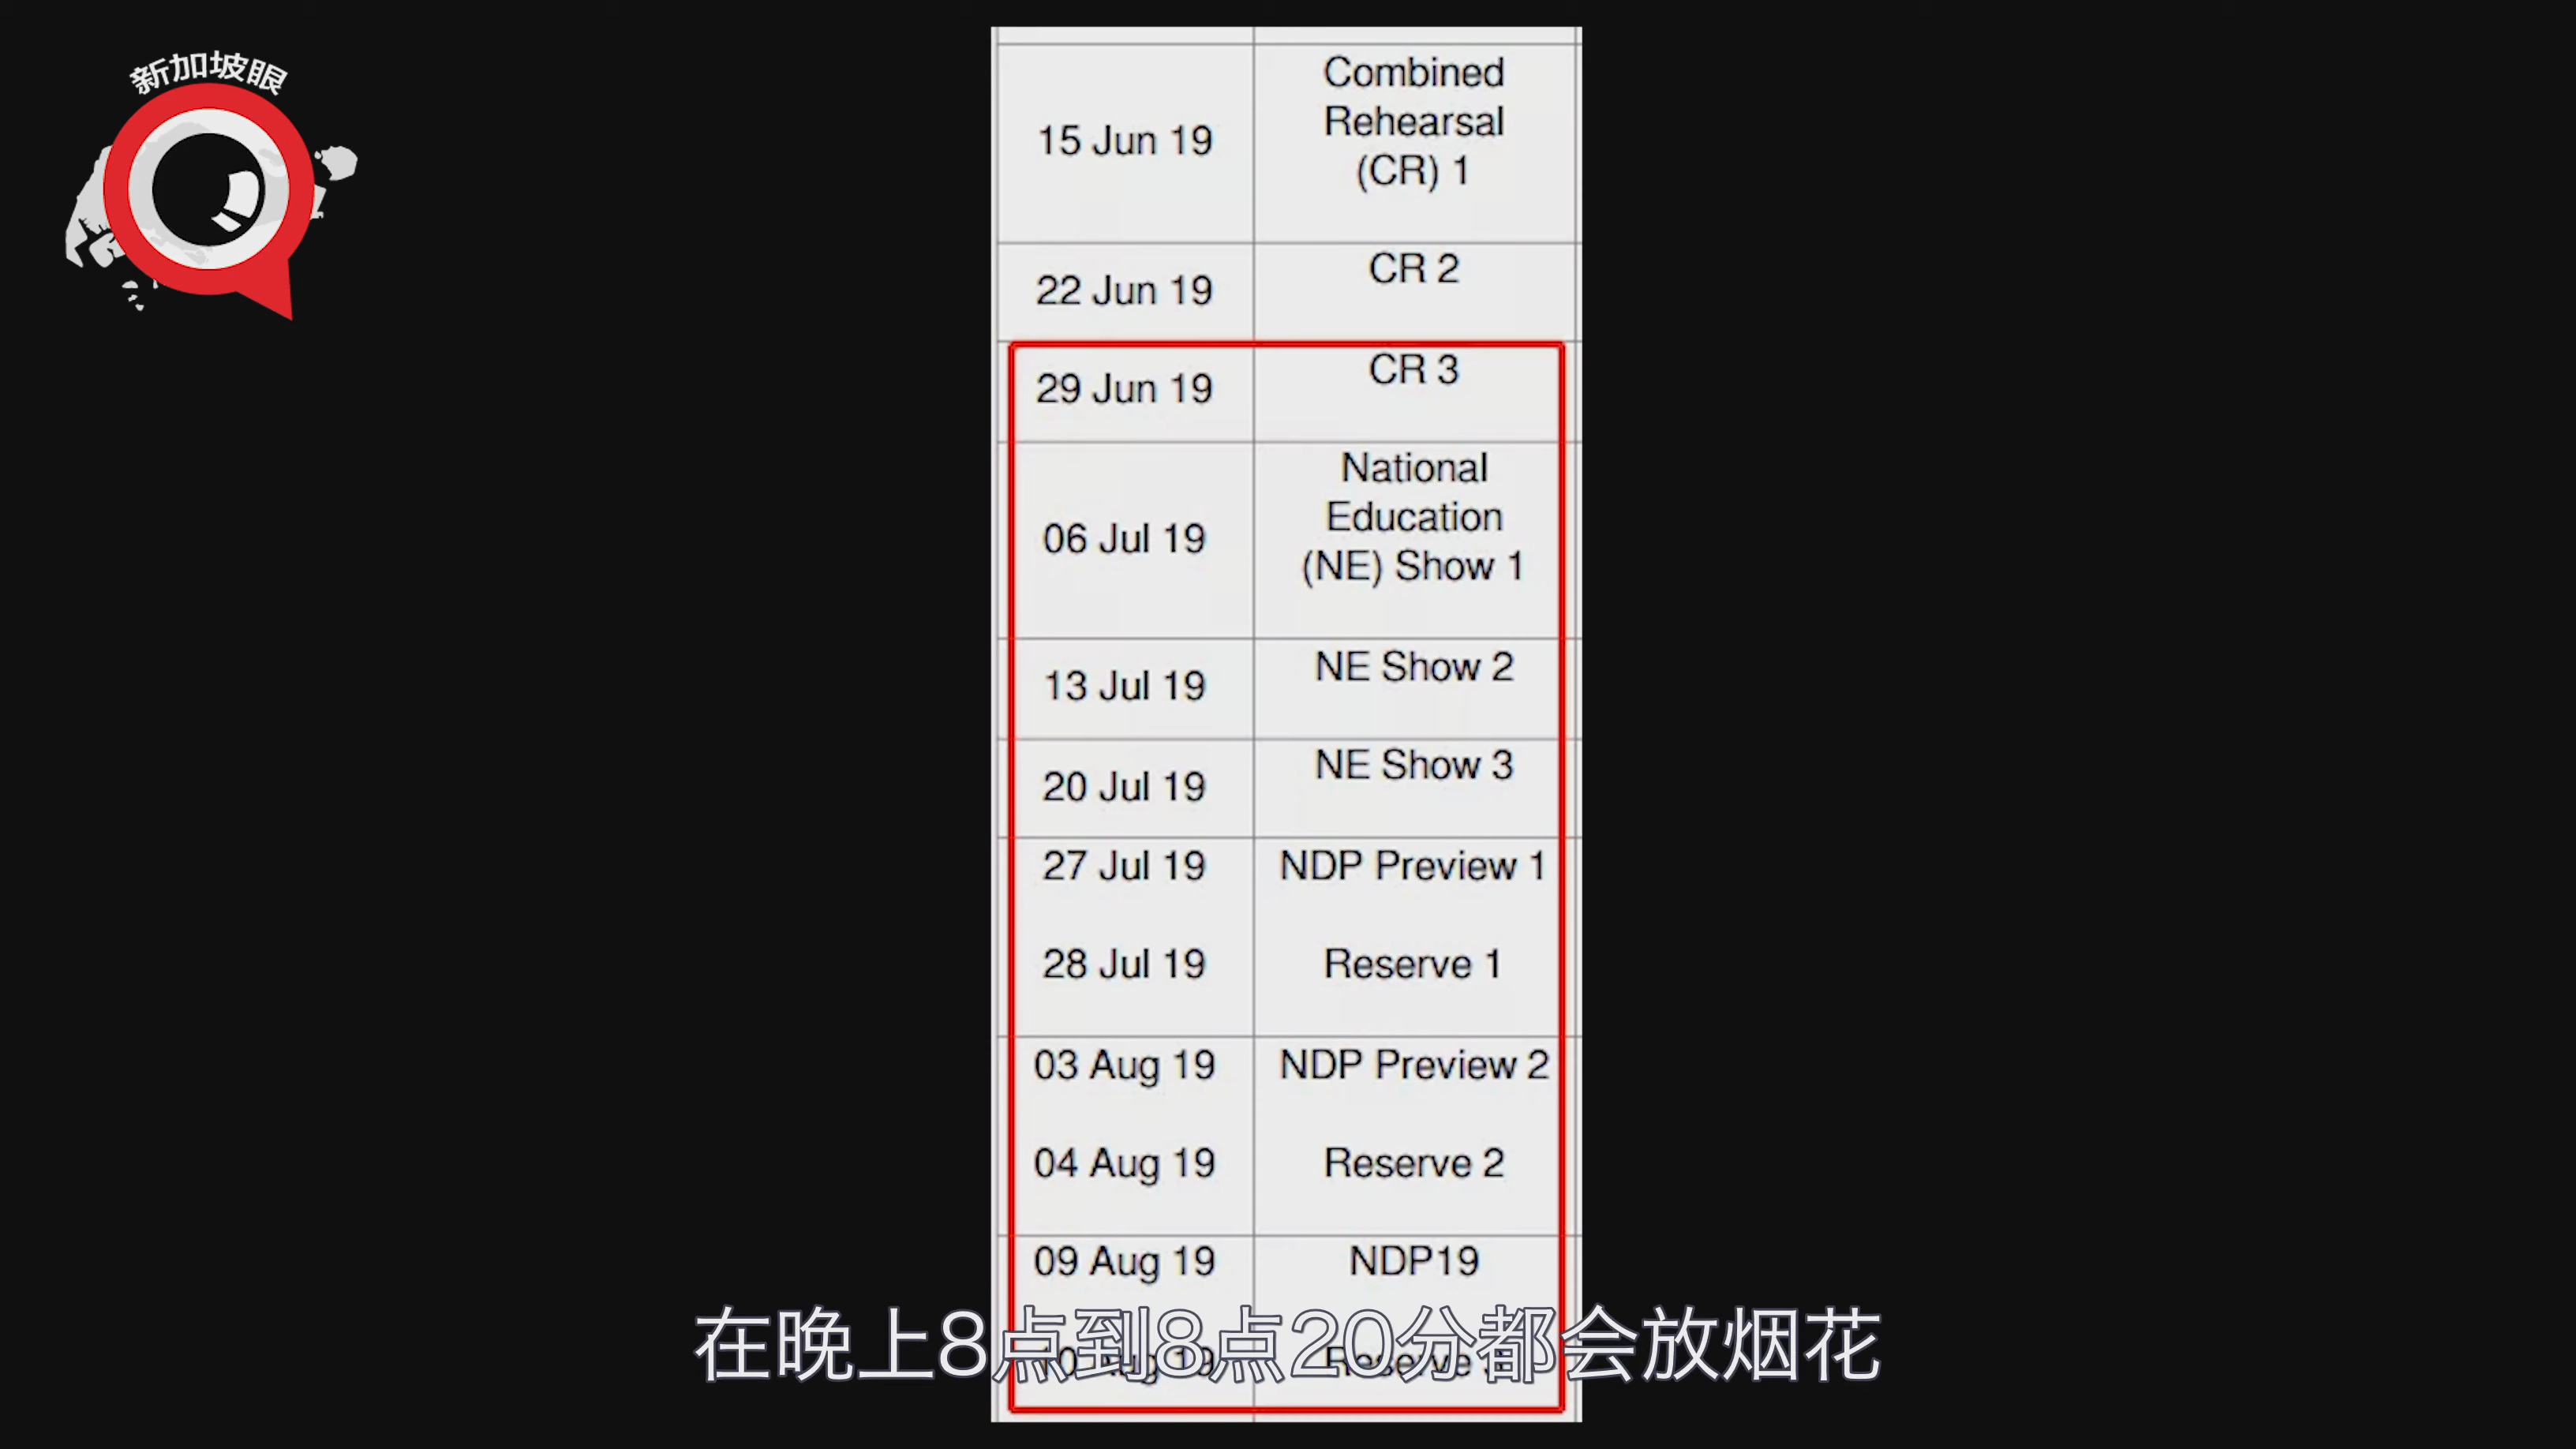 新加坡眼
15 Jun 19
Combined
Rehearsal
(CR) 1
22 Jun 19
CR 2
29 Jun 19
CR 3
06 Jul 19
National
Education
(NE) Show 1
13 Jul 19
NE Show 2
20 Jul 19
NE Show 3
27 Jul 19
NDP Preview 1
28 Jul 19
Reserve 1
03 Aug 19
NDP Preview 2
04 Aug 19
Reserve 2
09 Aug 19
NDP19
10 Aug 19
Reserve
在晚上8点到8点20分都会放烟花